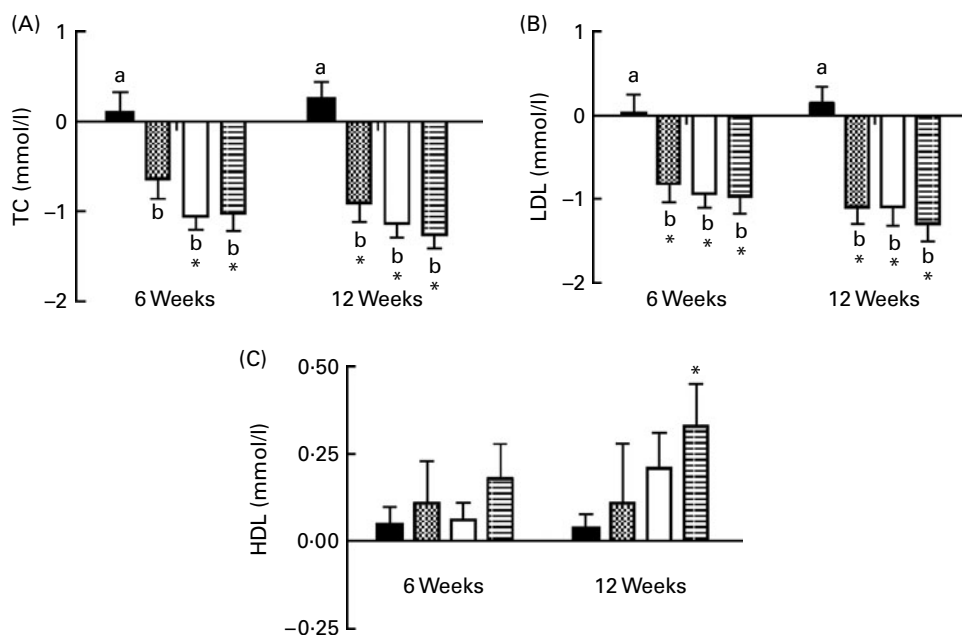 (A)
1
0
−1
−2
TC (mmol/l)
a
b
b
*
b
*
a
b
*
b
*
b
*
6 Weeks
12 Weeks
(B)
1
0
−1
−2
LDL (mmol/l)
a
b
*
b
*
b
*
a
b
*
b
*
b
*
6 Weeks
12 Weeks
(C)
0·50
0·25
0·00
−0·25
HDL (mmol/l)
*
6 Weeks
12 Weeks